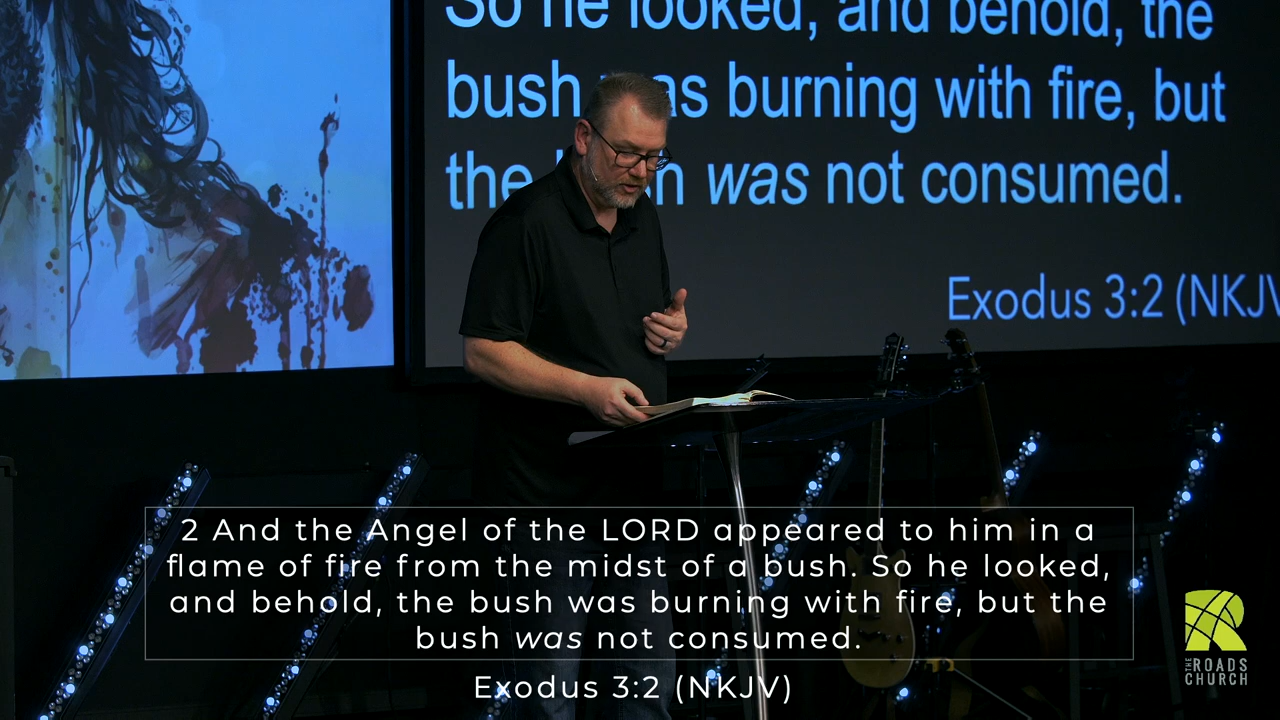 So he looked, and behold, the
bush was burning with fire, but
the was not consumed.
Exodus 3:2 (NKJV
2 And the Angel of the LORD appeared to him in a
flame of fire from the midst of a bush. So he looked,
and behold, the bush was burning with fire, but the
bush was not consumed.
Exodus 3:2 (NKJV)
THE ROADS
CHURCH